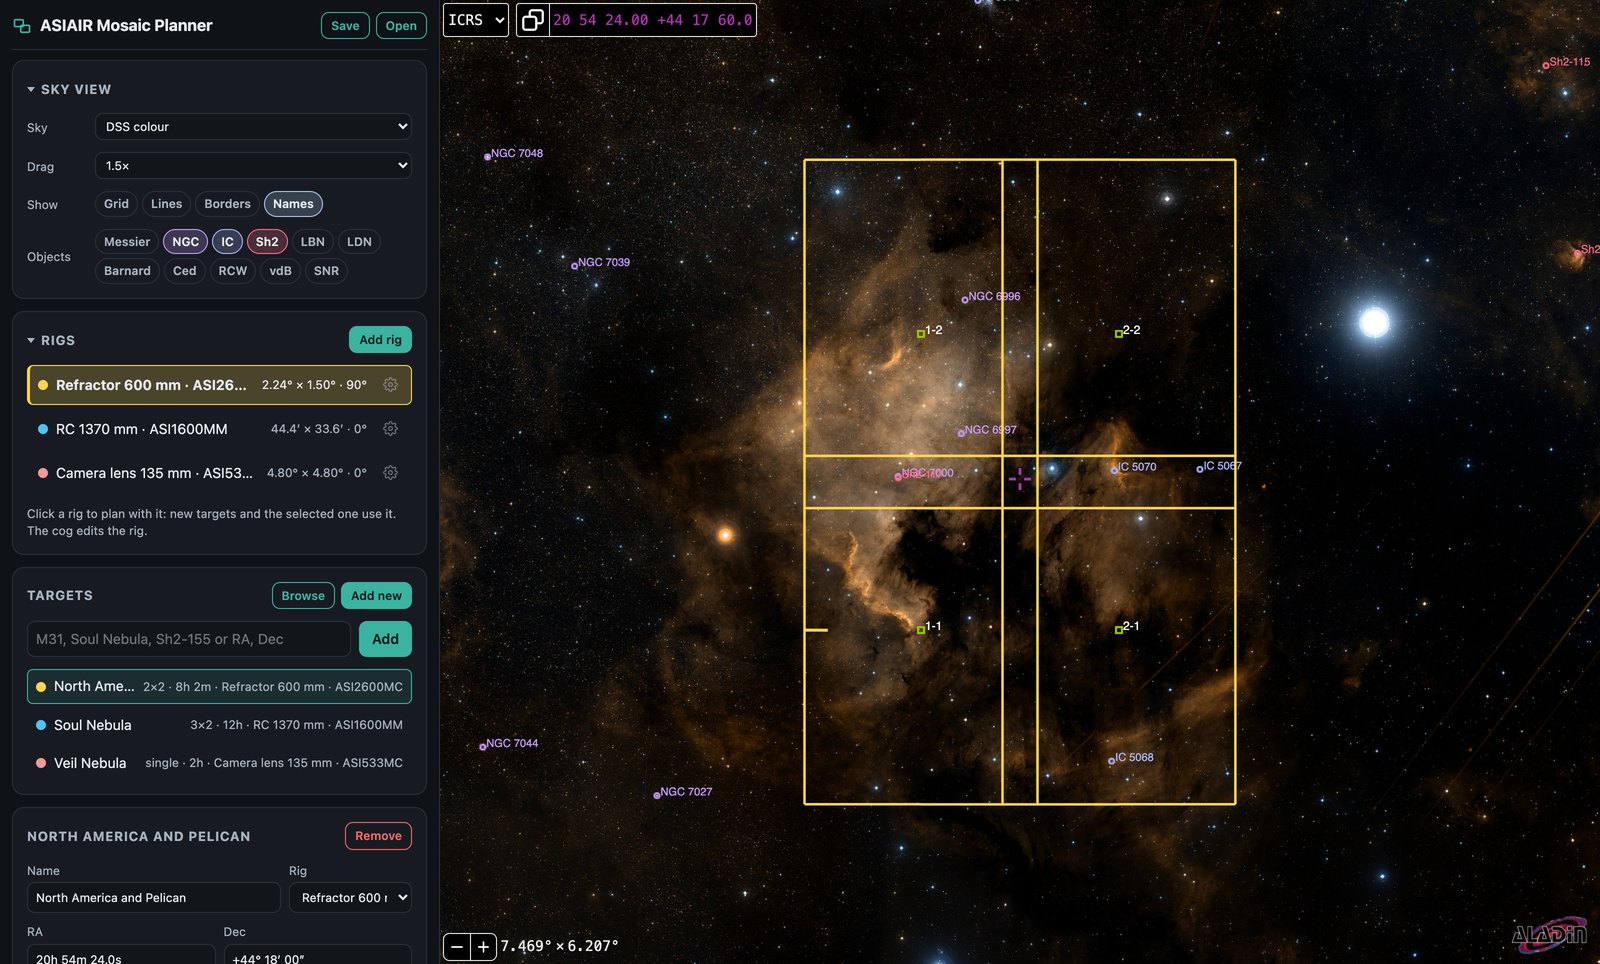 ASIAIR Mosaic Planner
Save
Open
SKY VIEW
Sky
DSS colour
Drag
1.5×
Show
Grid
Lines
Borders
Names
Objects
Messier
NGC
IC
Sh2
LBN
LDN
Barnard
Ced
RCW
vdB
SNR
RIGS
Add rig
Refractor 600 mm · ASI26... 2.24° × 1.50° · 90°
RC 1370 mm · ASI1600MM 44.4′ × 33.6′ · 0°
Camera lens 135 mm · ASI53... 4.80° × 4.80° · 0°
Click a rig to plan with it: new targets and the selected one use it.
The cog edits the rig.
TARGETS
Browse
Add new
M31, Soul Nebula, Sh2-155 or RA, Dec
Add
North Ame... 2×2 · 8h 2m · Refractor 600 mm · ASI2600MC
Soul Nebula 3×2 · 12h · RC 1370 mm · ASI1600MM
Veil Nebula single · 2h · Camera lens 135 mm · ASI533MC
NORTH AMERICA AND PELICAN
Remove
Name
Rig
North America and Pelican
Refractor 600 r
RA
Dec
20h 54m 24.0s
+44° 18′ 00″
ICRS
20 54 24.00 +44 17 60.0
Sh2-115
NGC 7048
Sh2
NGC 7039
NGC 6996
1-2
2-2
NGC 6997
NGC 7000
IC 5070
IC 5067
1-1
2-1
NGC 7044
IC 5068
NGC 7027
7.469° × 6.207°
ALADIN